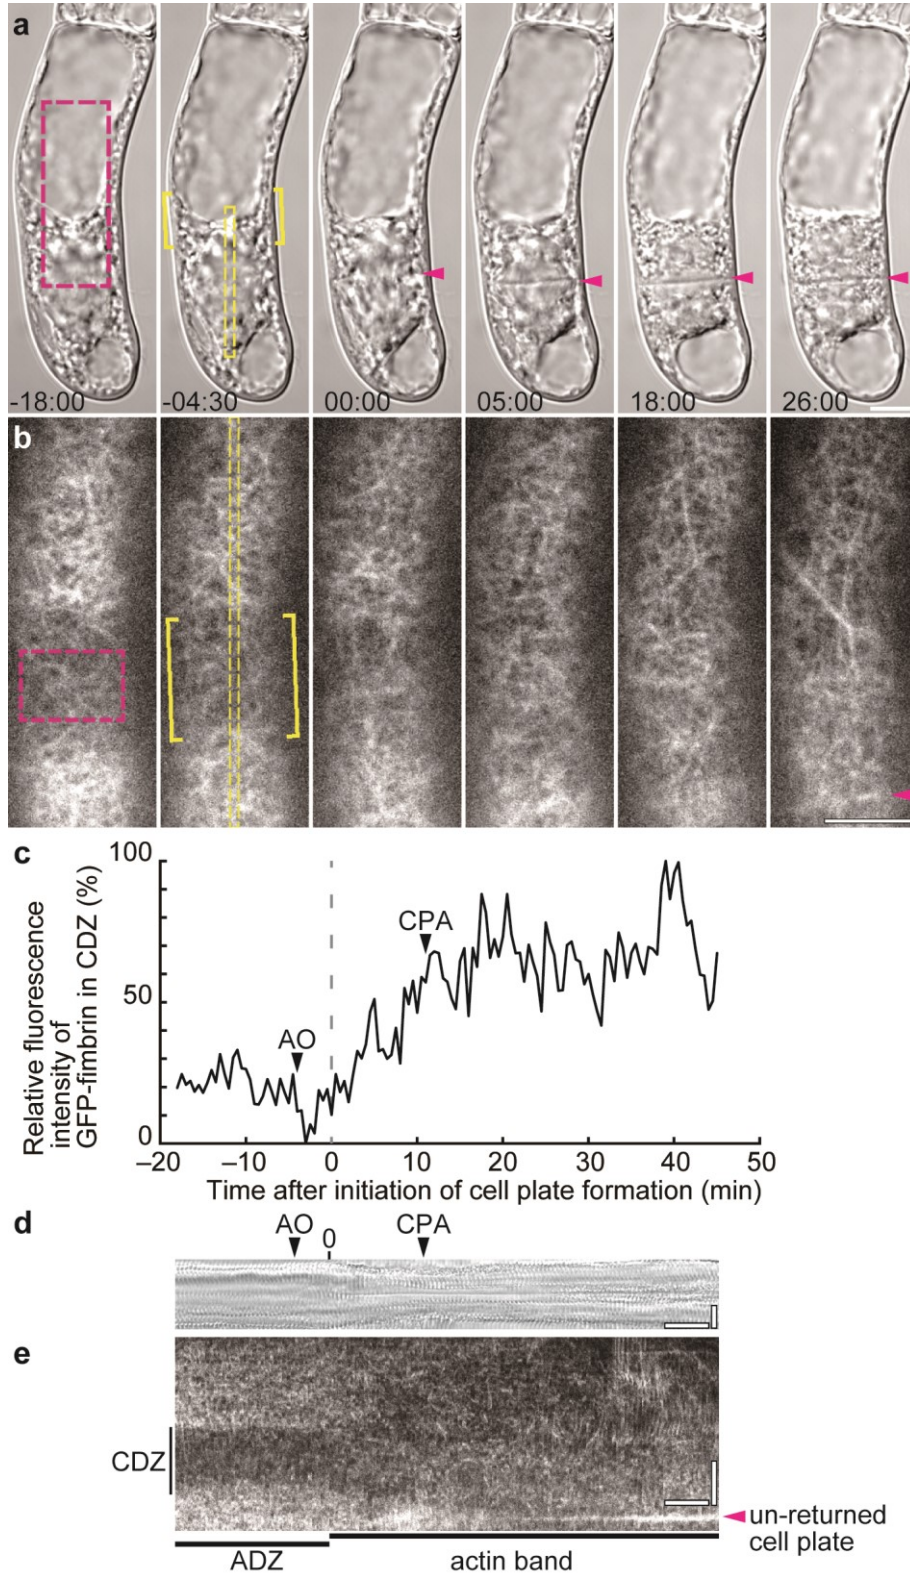 a
-18:00
-04:30
00:00
05:00
18:00
26:00
b
c
Relative fluorescence
intensity of
GFP-fimbrin in CDZ (%)
100
50
0
AO
CPA
–20
–10
0
10
20
30
40
50
Time after initiation of cell plate formation (min)
d
AO
0
CPA
e
CDZ
un-returned
cell plate
ADZ
actin band